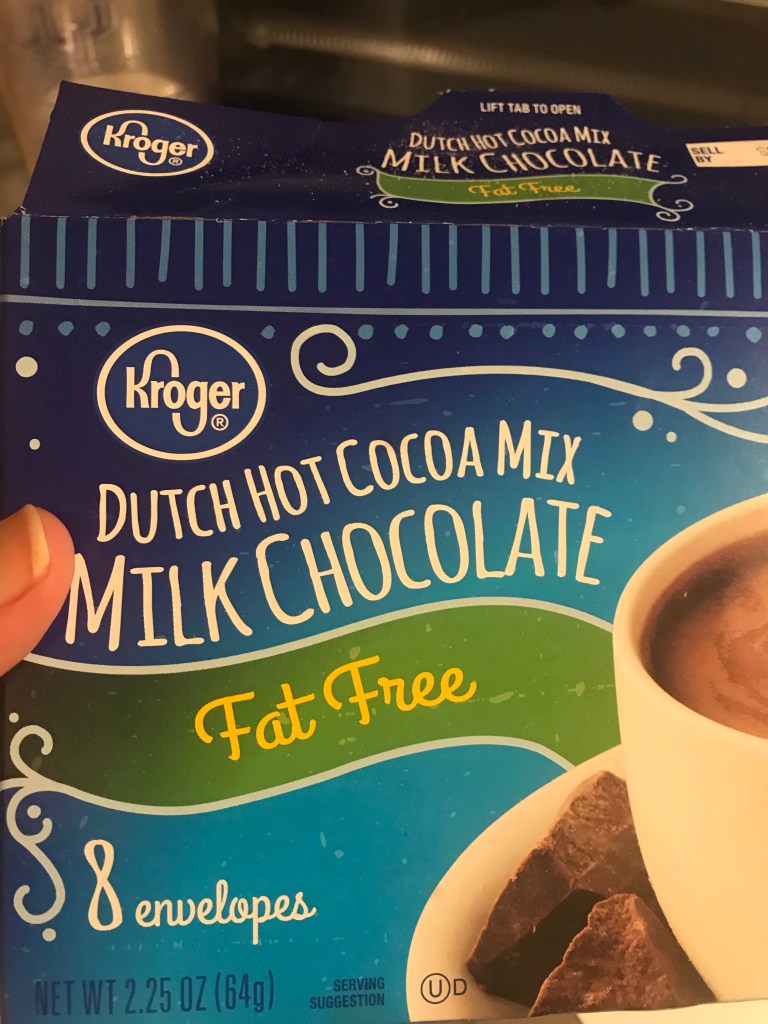 Kroger®
LIFT TAB TO OPEN
DUTCH HOT COCOA MIX
MILK CHOCOLATE
Fat Free
SELL
BY
Kroger®
DUTCH HOT COCOA MIX
MILK CHOCOLATE
Fat Free
8 envelopes
NET WT 2.25 OZ (64g)
SERVING
SUGGESTION
UD